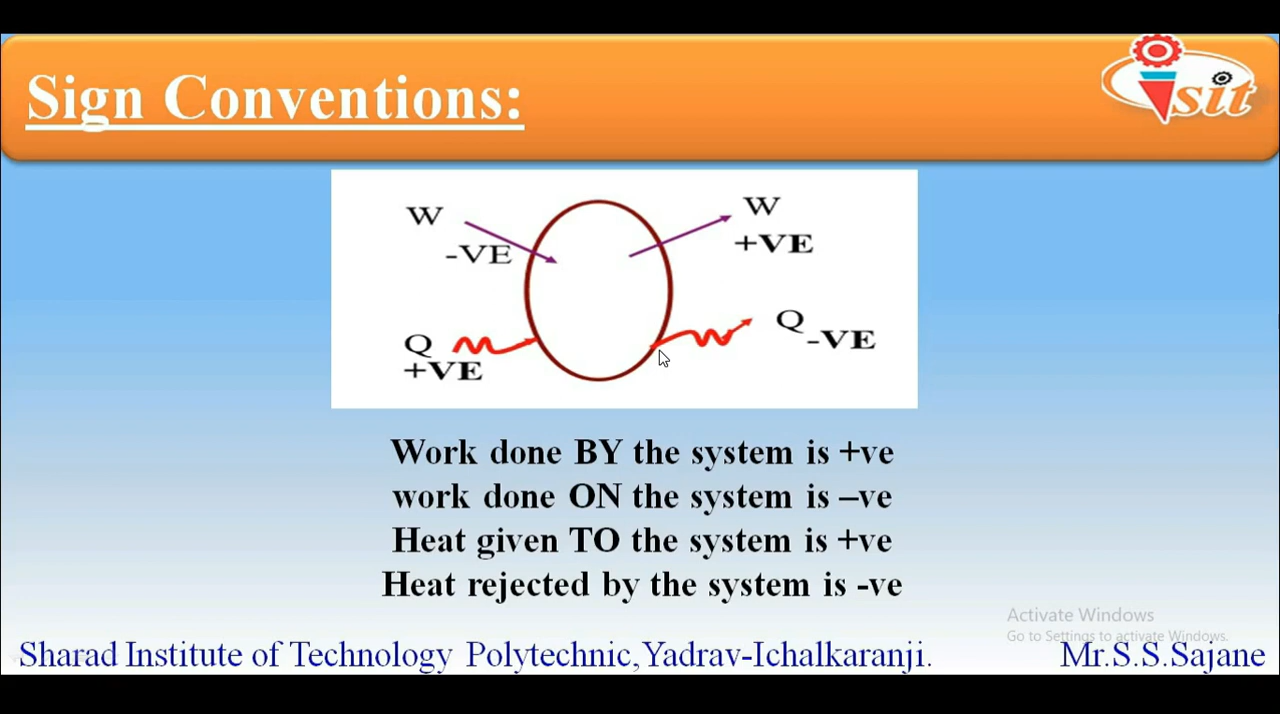 Sign Conventions:
sit
W
-VE
W
+VE
Q
+VE
Q
-VE
Work done BY the system is +ve
work done ON the system is –ve
Heat given TO the system is +ve
Heat rejected by the system is -ve
Activate Windows
Go to Settings to activate Windows.
Sharad Institute of Technology Polytechnic,Yadrav-Ichalkaranji.
Mr.S.S.Sajane